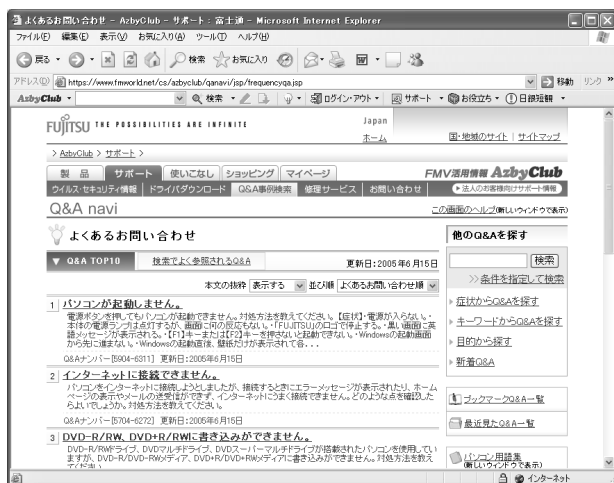 よくあるお問い合わせ - AzbyClub - サポート : 富士通 - Microsoft Internet Explorer
ファイル(F) 編集(E) 表示(V) お気に入り(A) ツール(T) ヘルプ(H)
戻る 検索 お気に入り
アドレス(D) https://www.fmworld.net/cs/azbyclub/qanavi/jsp/frequencyqa.jsp 移動 リンク »
AzbyClub 検索 ログイン・アウト サポート お役立ち 日銀短観
FUJITSU THE POSSIBILITIES ARE INFINITE Japan
ホーム 国・地域のサイト | サイトマップ
> AzbyClub > サポート >
製 品 サポート 使いこなし ショッピング マイページ FMV活用情報 AzbyClub
ウイルス・セキュリティ情報 ドライバダウンロード Q&A事例検索 修理サービス お問い合わせ 法人のお客様向けサポート情報
Q&A navi この画面のヘルプ(新しいウィンドウで表示)
よくあるお問い合わせ 他のQ&Aを探す
▼ Q&A TOP10 検索でよく参照されるQ&A 更新日:2005年6月15日 検索
>> 条件を指定して検索
本文の抜粋 表示する 並び順 よくあるお問い合わせ順
1 パソコンが起動しません。 症状からQ&Aを探す
電源ボタンを押してもパソコンが起動できません。対処方法を教えてください。【症状】・電源が入らない。・
本体の電源ランプは点灯するが、画面に何の反応もない。・「FUJITSU」のロゴで停止する。・黒い画面に英
語メッセージが表示される。・【F1】キーまたは【F2】キーを押さないと起動できない。・Windowsの起動画面
から先に進まない。・Windowsの起動直後、壁紙だけが表示されて各...
キーワードからQ&Aを探す
目的から探す
新着Q&A
Q&Aナンバー[5904-6311] 更新日:2005年6月15日
2 インターネットに接続できません。
パソコンをインターネットに接続しようとしましたが、接続するときにエラーメッセージが表示されたり、ホーム
ページの表示やメールの送受信ができず、インターネットにうまく接続できません。どのような点を確認した
らよいでしょうか。対処方法を教えてください。
ブックマークQ&A一覧
Q&Aナンバー[5704-6272] 更新日:2005年6月15日 最近見たQ&A一覧
3 DVD-R/RW、DVD+R/RWに書き込みができません。
DVD-R/RWドライブ、DVDマルチドライブ、DVDスーパーマルチドライブが搭載されたパソコンを使用してい
ますが、DVD-R/DVD-RWメディア、DVD+R/DVD+RWメディアに書き込みができません。対処方法を教え
てください。
パソコン用語集
(新しいウィンドウで表示)
インターネット